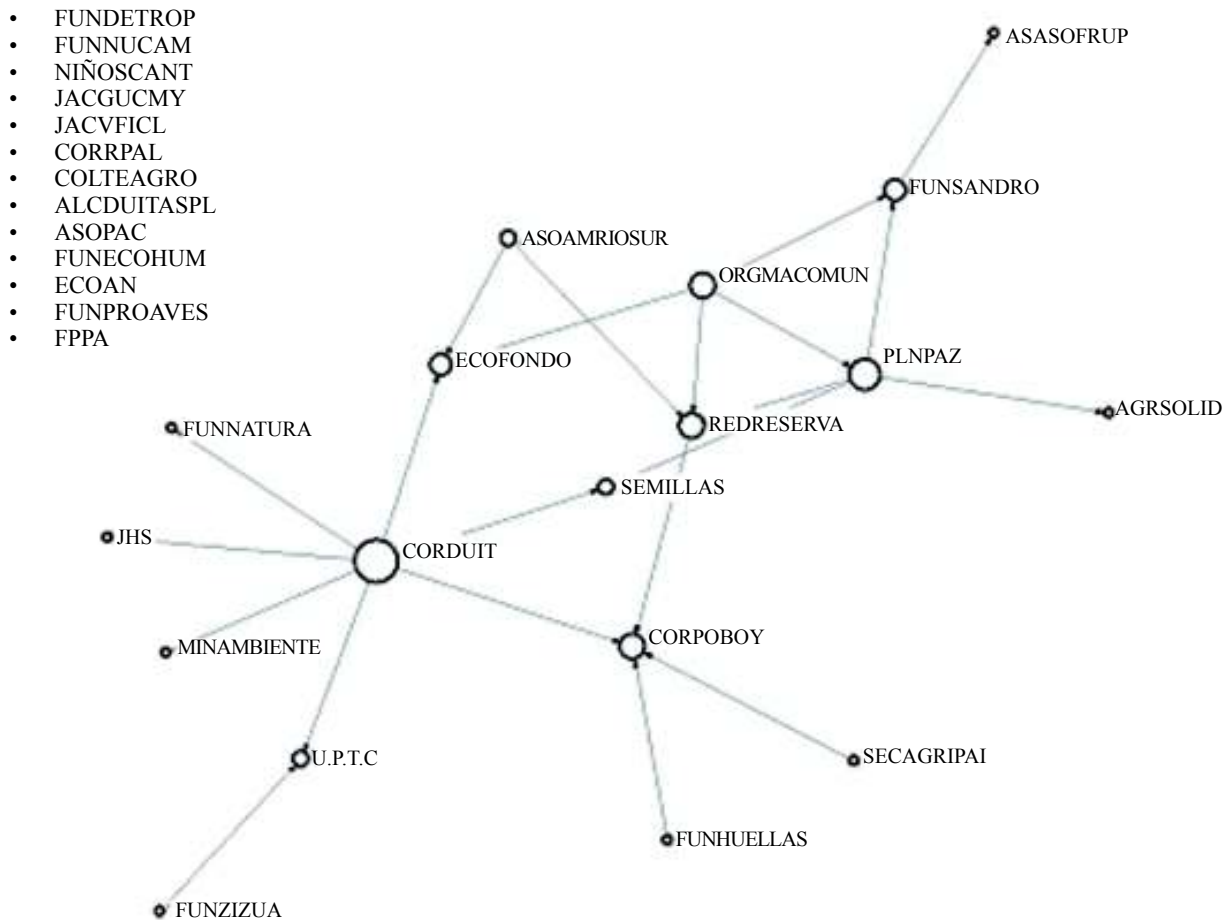 • FUNDETROP
• FUNNUCAM
• NIÑOSCANT
• JACGUCMY
• JACVFICL
• CORRPAL
• COLTEAGRO
• ALCDUITASPL
• ASOPAC
• FUNECOHUM
• ECOAN
• FUNPROAVES
• FPPA
ASASOFRUP
FUNSANDRO
ASOAMRIOSUR
ORGMACOMUN
ECOFONDO
PLNPAZ
AGRSOLID
FUNNATURA
REDRESERVA
SEMILLAS
JHS
CORDUIT
MINAMBIENTE
CORPOBOY
U.P.T.C
SECAGRIPAI
FUNHUELLAS
FUNZIZUA